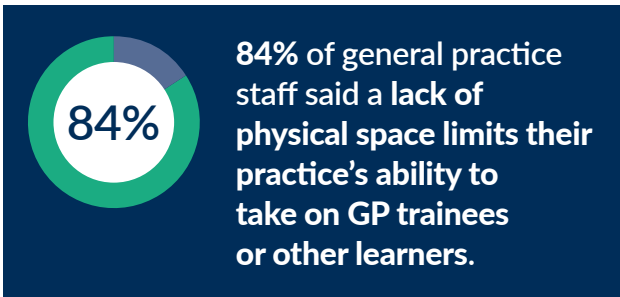 84%
84% of general practice
staff said a lack of
physical space limits their
practice’s ability to
take on GP trainees
or other learners.